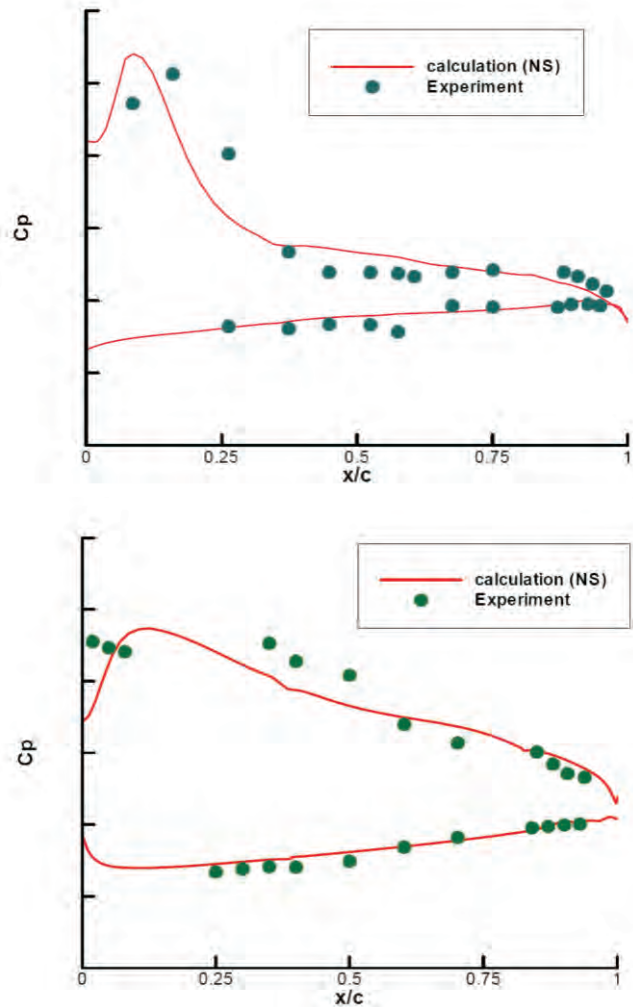 calculation (NS)
Experiment
Cp
0 0.25 0.5 0.75 1
x/c
calculation (NS)
Experiment
Cp
0 0.25 0.5 0.75 1
x/c